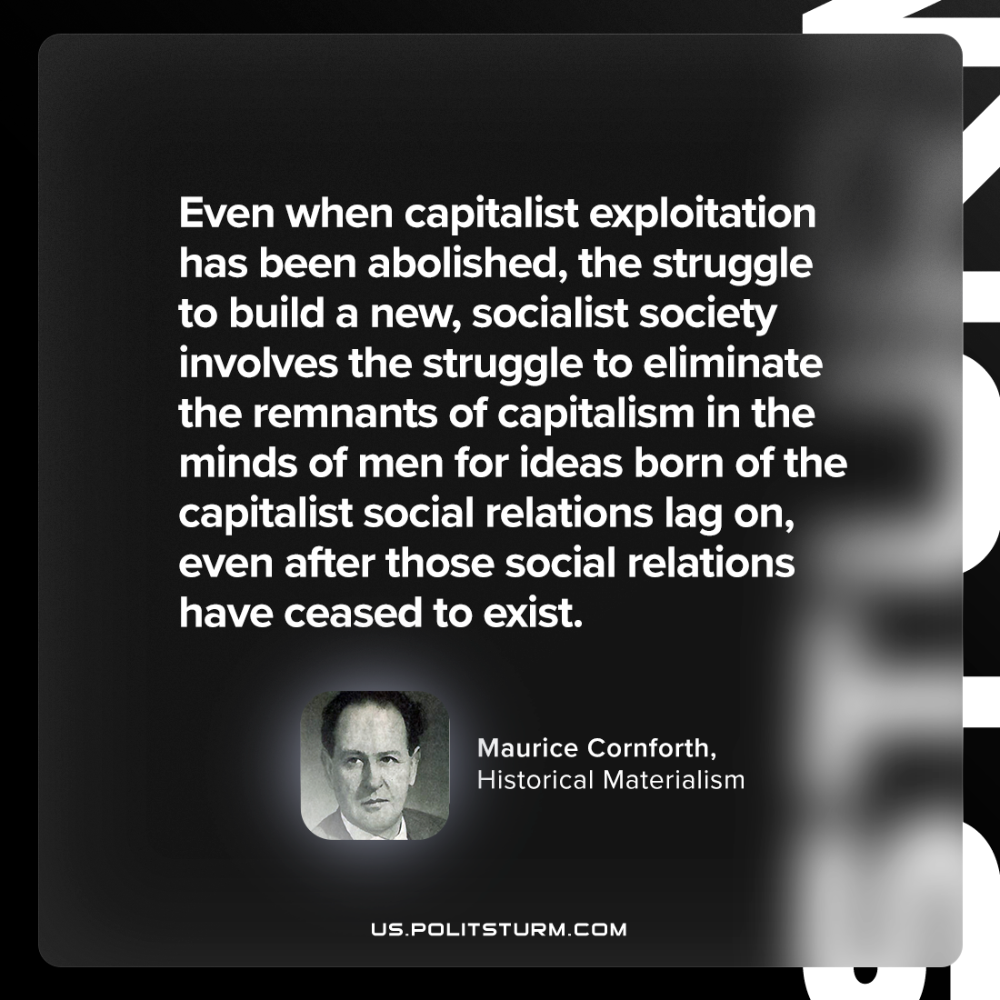 Even when capitalist exploitation
has been abolished, the struggle
to build a new, socialist society
involves the struggle to eliminate
the remnants of capitalism in the
minds of men for ideas born of the
capitalist social relations lag on,
even after those social relations
have ceased to exist.
Maurice Cornforth,
Historical Materialism
US.POLITSTURM.COM